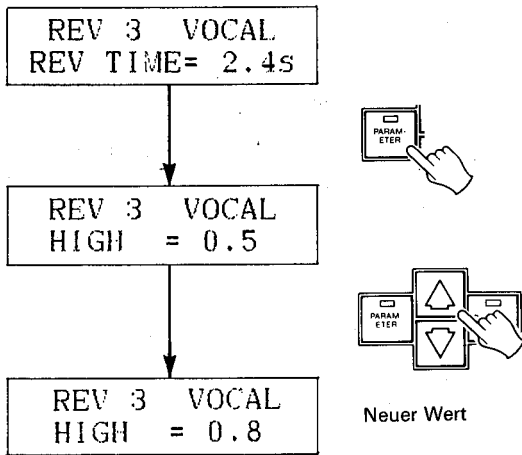 REV 3 VOCAL
REV TIME= 2.4s
PARAM-
ETER
REV 3 VOCAL
HIGH = 0.5
PARAM
ETER
REV 3 VOCAL
HIGH = 0.8
Neuer Wert